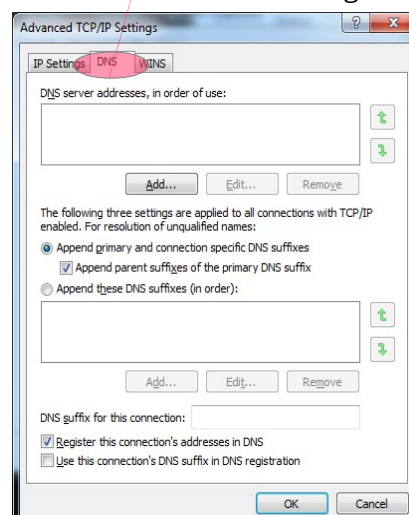 Advanced TCP/IP Settings
IP Settings DNS WINS
DNS server addresses, in order of use:
Add... Edit... Remove
The following three settings are applied to all connections with TCP/IP
enabled. For resolution of unqualified names:
Append primary and connection specific DNS suffixes
Append parent suffixes of the primary DNS suffix
Append these DNS suffixes (in order):
Add... Edit... Remove
DNS suffix for this connection:
Register this connection's addresses in DNS
Use this connection's DNS suffix in DNS registration
OK Cancel